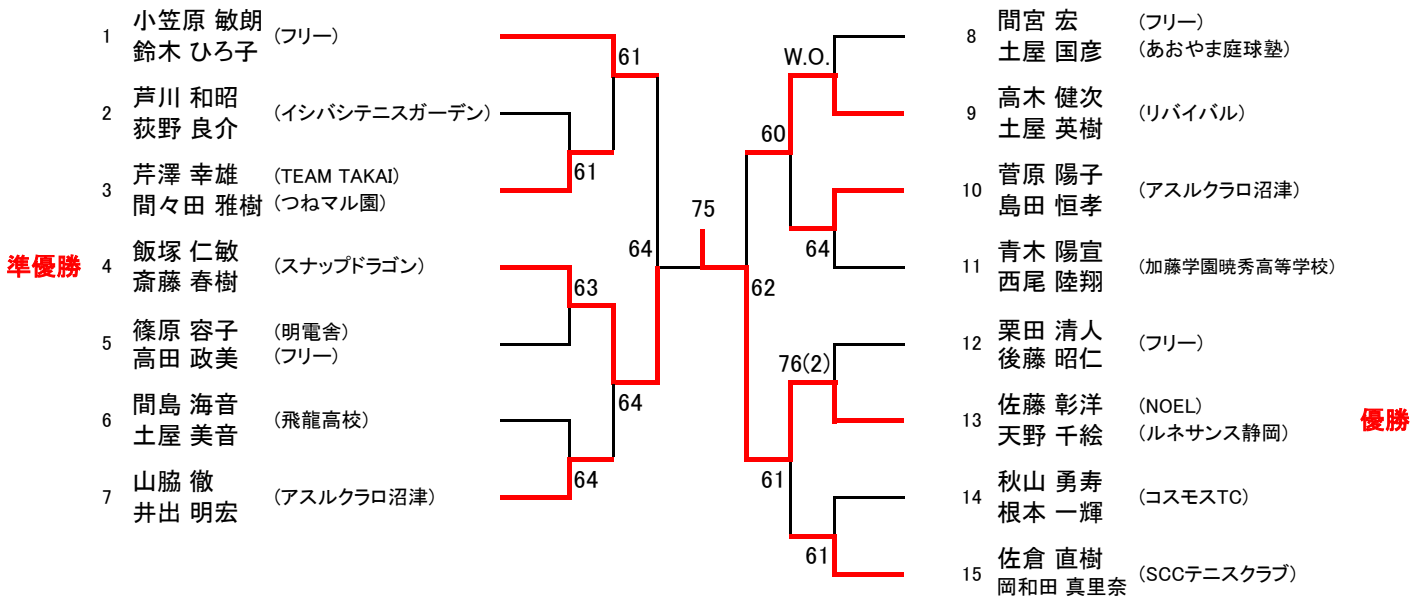 1 小笠原 敏朗 (フリー)
鈴木 ひろ子
2 芦川 和昭 (イシバシテニスガーデン)
荻野 良介
3 芹澤 幸雄 (TEAM TAKAI)
間々田 雅樹 (つねマル園)
準優勝 4 飯塚 仁敏 (スナップドラゴン)
斎藤 春樹
5 篠原 容子 (明電舎)
高田 政美 (フリー)
6 間島 海音 (飛龍高校)
土屋 美音
7 山脇 徹 (アスルクラロ沼津)
井出 明宏
61
61
63
64
64
64
75
62
60
W.O.
64
76(2)
61
61
8 間宮 宏 (フリー)
土屋 国彦 (あおやま庭球塾)
9 高木 健次 (リバイバル)
土屋 英樹
10 菅原 陽子 (アスルクラロ沼津)
島田 恒孝
11 青木 陽宣 (加藤学園暁秀高等学校)
西尾 陸翔
12 栗田 清人 (フリー)
後藤 昭仁
13 佐藤 彰洋 (NOEL)
天野 千絵 (ルネサンス静岡)
優勝
14 秋山 勇寿 (コスモスTC)
根本 一輝
15 佐倉 直樹 (SCCテニスクラブ)
岡和田 真里奈